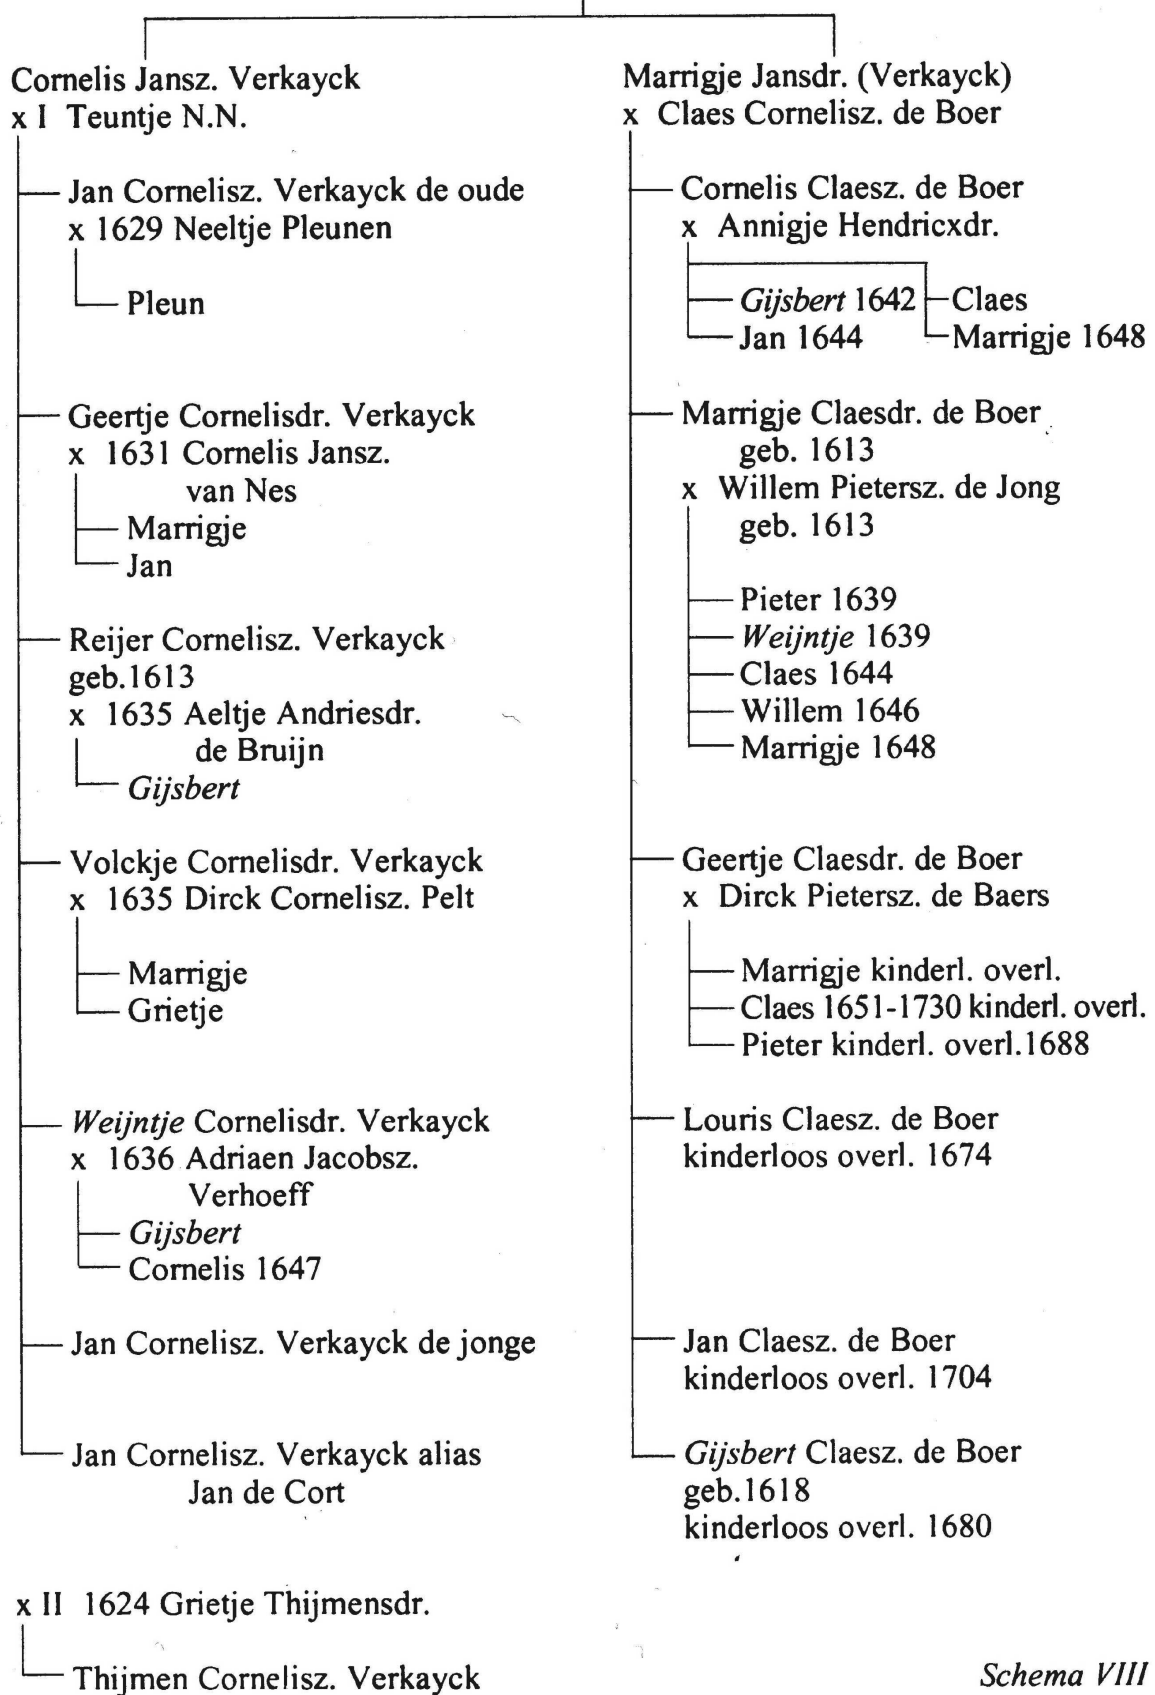 Cornelis Jansz. Verkayck
x I Teuntje N.N.
Jan Cornelisz. Verkayck de oude
x 1629 Neeltje Pleunen
Pleun
Geertje Cornelisdr. Verkayck
x 1631 Cornelis Jansz.
van Nes
Marrigje
Jan
Reijer Cornelisz. Verkayck
geb.1613
x 1635 Aeltje Andriesdr.
de Bruijn
Gijsbert
Volckje Cornelisdr. Verkayck
x 1635 Dirck Cornelisz. Pelt
Marrigje
Grietje
Weijntje Cornelisdr. Verkayck
x 1636 Adriaen Jacobsz.
Verhoeff
Gijsbert
Cornelis 1647
Jan Cornelisz. Verkayck de jonge
Jan Cornelisz. Verkayck alias
Jan de Cort
x II 1624 Grietje Thijmensdr.
Thijmen Cornelisz. Verkayck
Marrigje Jansdr. (Verkayck)
x Claes Cornelisz. de Boer
Cornelis Claesz. de Boer
x Annigje Hendricxdr.
Gijsbert 1642
Jan 1644
Claes
Marrigje 1648
Marrigje Claesdr. de Boer
geb. 1613
x Willem Pietersz. de Jong
geb. 1613
Pieter 1639
Weijntje 1639
Claes 1644
Willem 1646
Marrigje 1648
Geertje Claesdr. de Boer
x Dirck Pietersz. de Baers
Marrigje kinderl. overl.
Claes 1651-1730 kinderl. overl.
Pieter kinderl. overl.1688
Louris Claesz. de Boer
kinderloos overl. 1674
Jan Claesz. de Boer
kinderloos overl. 1704
Gijsbert Claesz. de Boer
geb.1618
kinderloos overl. 1680
Schema VIII